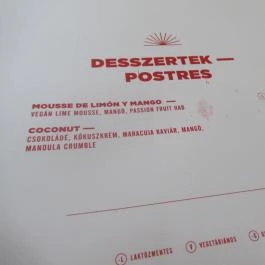 DESSZERTEK —
POSTRES
MOUSSE DE LIMÓN Y MANGO —
VEGÁN LIME MOUSSE, MANGÓ, PASSION FRUIT HAB
COCONUT —
CSOKOLÁDÉ, KÓKUSZKRÉM, MARACUJA KAVIÁR, MANGÓ,
MANDULA CRUMBLE
L LAKTÓZMENTES V VEGETÁRIÁNUS G